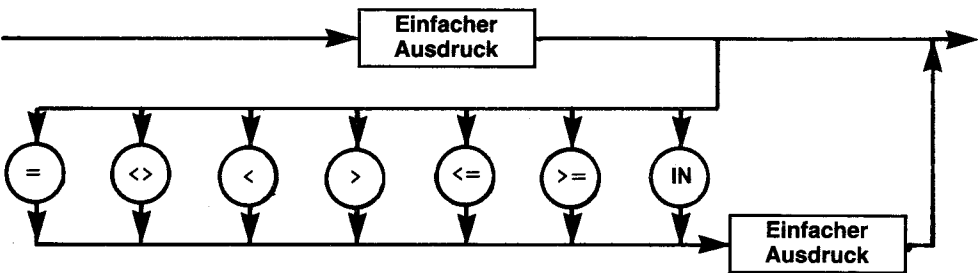 Einfacher
Ausdruck
= <> < > <= >= IN
Einfacher
Ausdruck